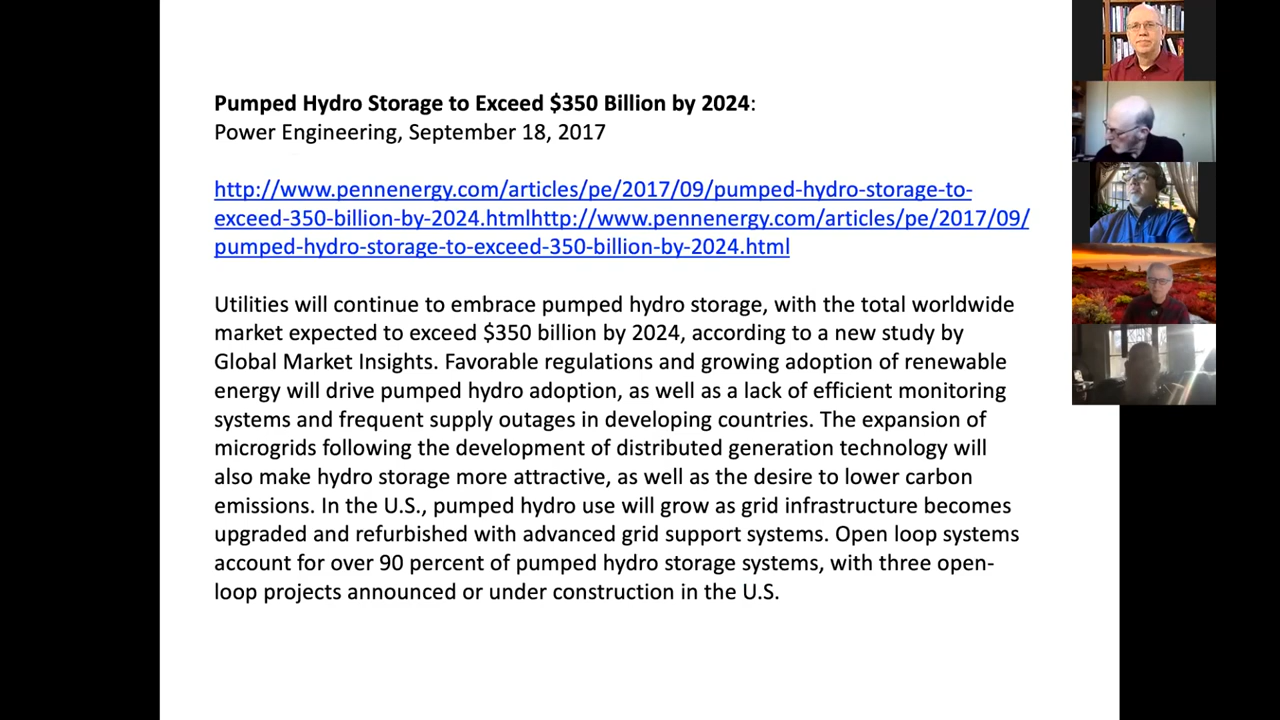 Pumped Hydro Storage to Exceed $350 Billion by 2024:
Power Engineering, September 18, 2017
http://www.pennenergy.com/articles/pe/2017/09/pumped-hydro-storage-to-
exceed-350-billion-by-2024.htmlhttp://www.pennenergy.com/articles/pe/2017/09/
pumped-hydro-storage-to-exceed-350-billion-by-2024.html
Utilities will continue to embrace pumped hydro storage, with the total worldwide
market expected to exceed $350 billion by 2024, according to a new study by
Global Market Insights. Favorable regulations and growing adoption of renewable
energy will drive pumped hydro adoption, as well as a lack of efficient monitoring
systems and frequent supply outages in developing countries. The expansion of
microgrids following the development of distributed generation technology will
also make hydro storage more attractive, as well as the desire to lower carbon
emissions. In the U.S., pumped hydro use will grow as grid infrastructure becomes
upgraded and refurbished with advanced grid support systems. Open loop systems
account for over 90 percent of pumped hydro storage systems, with three open-
loop projects announced or under construction in the U.S.